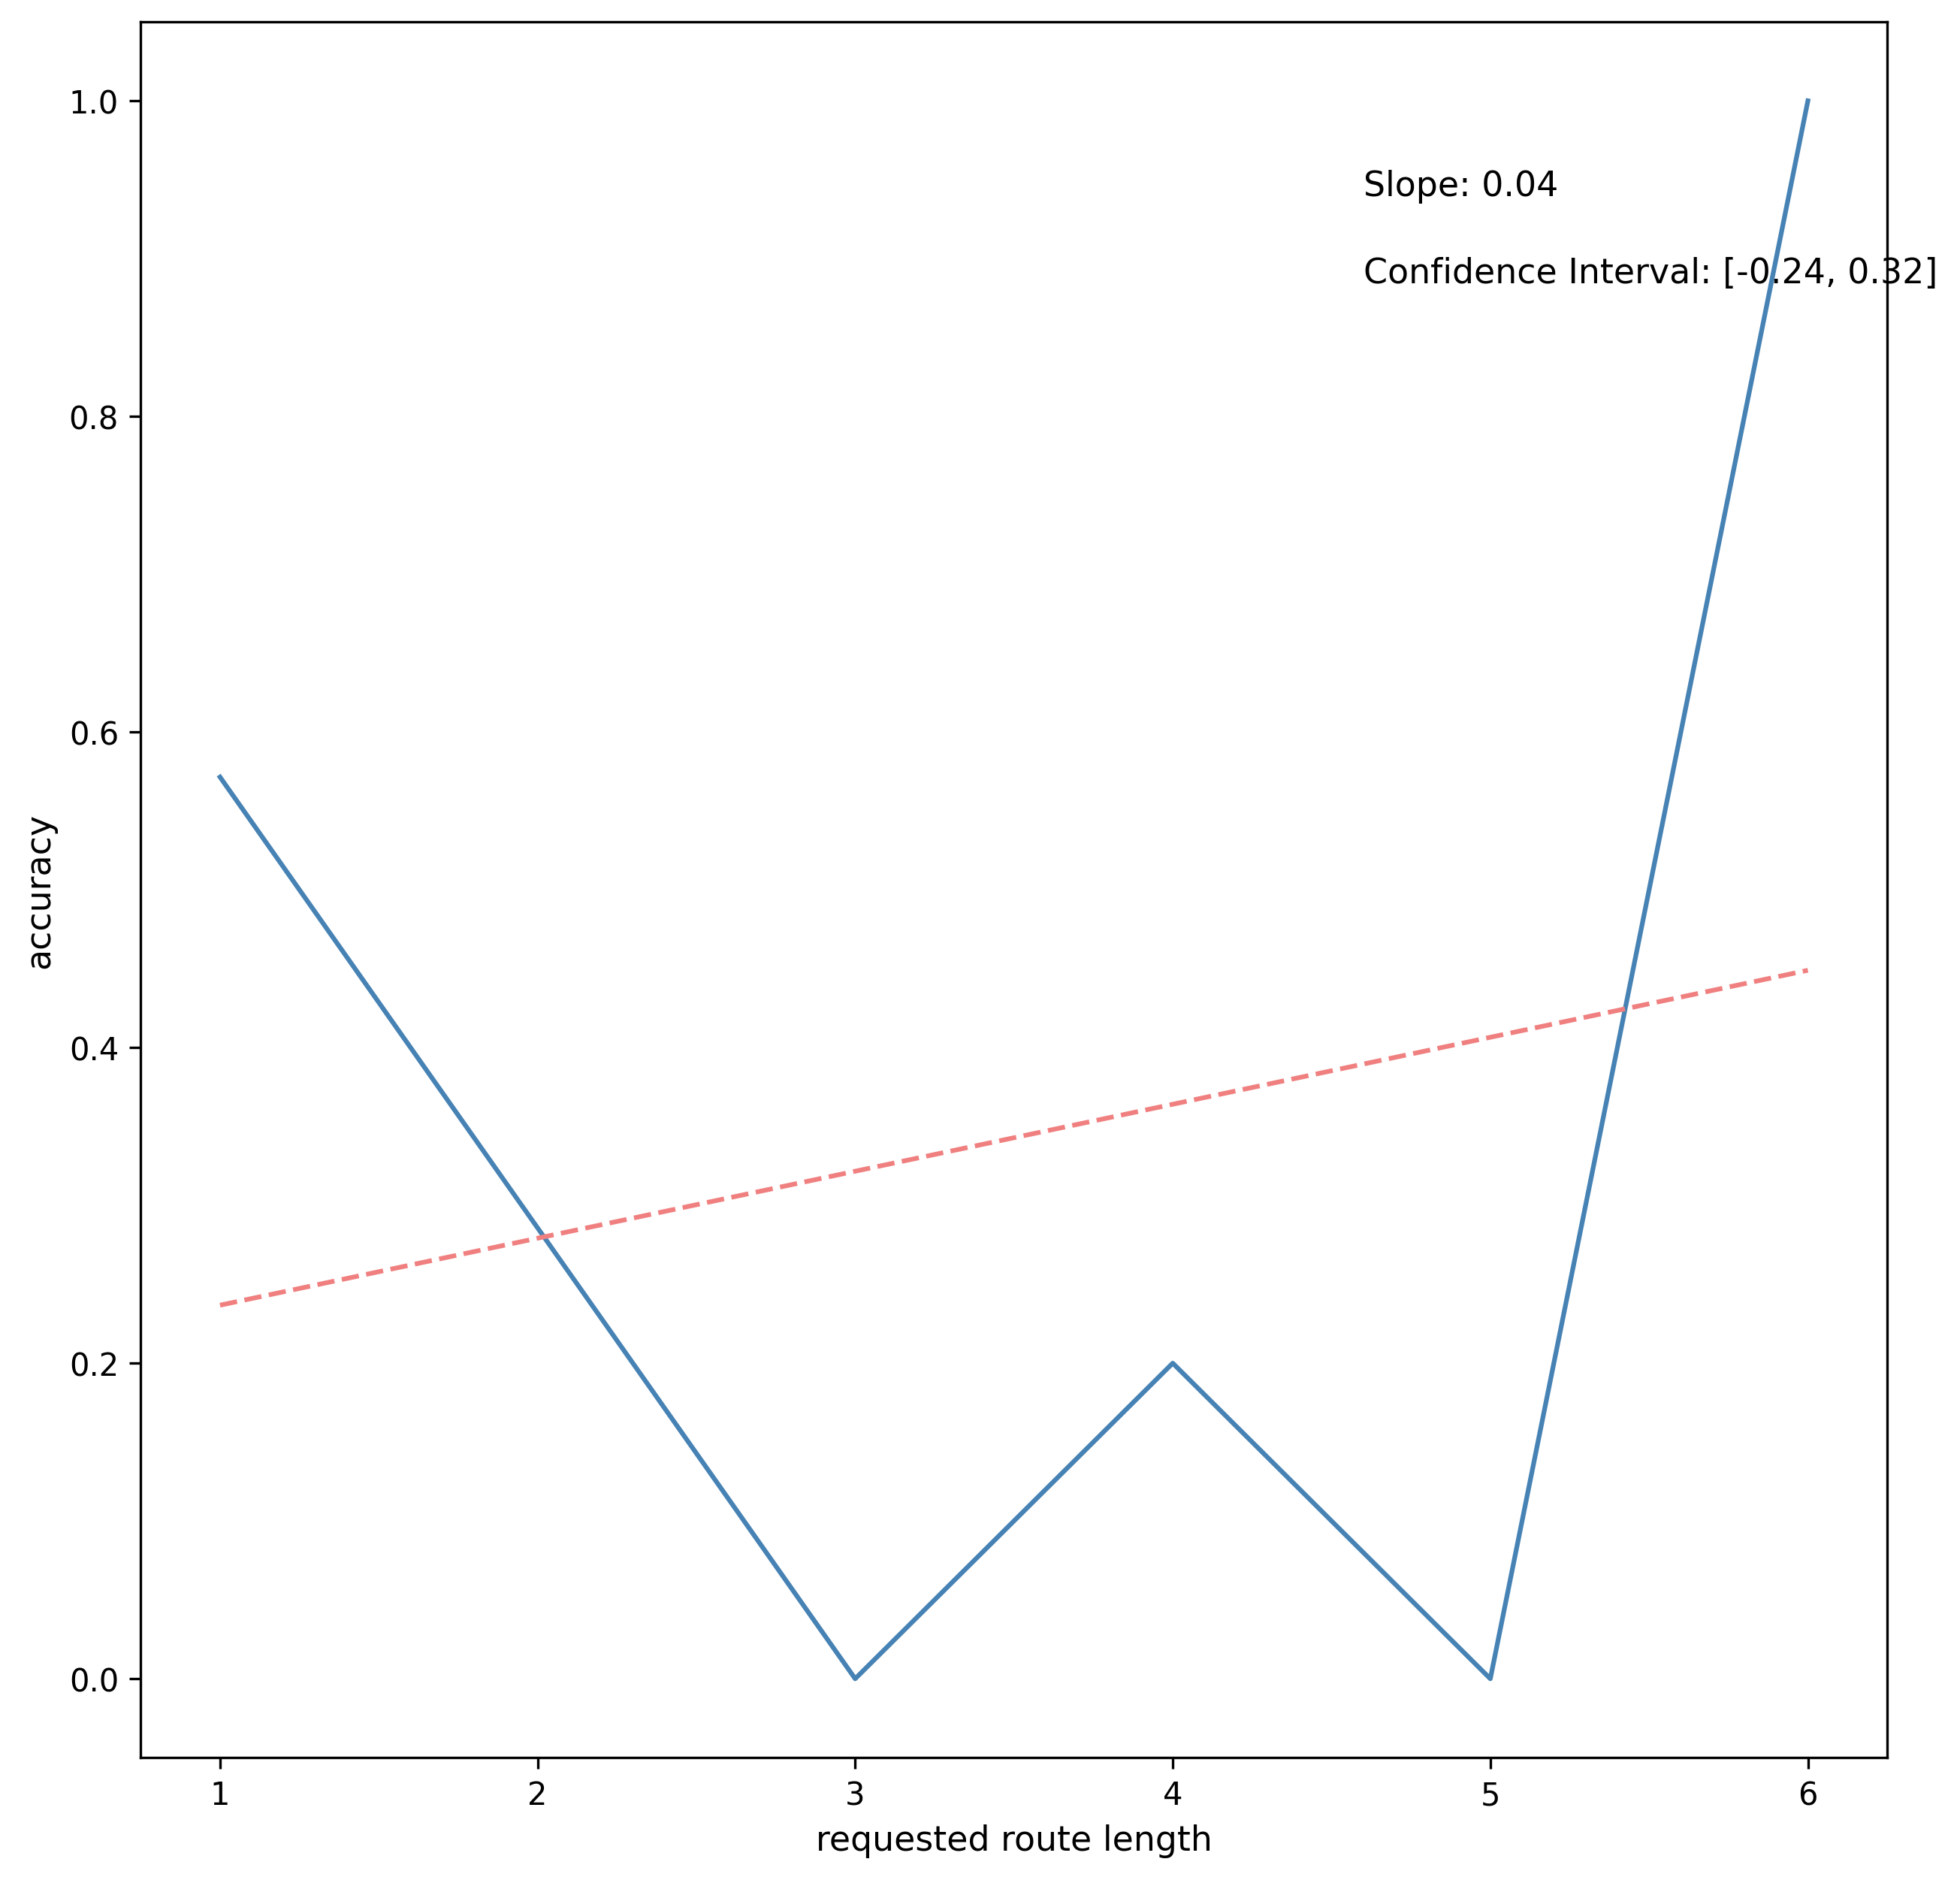 1.0
0.8
0.6
0.4
0.2
0.0
accuracy
Slope: 0.04
Confidence Interval: [-0.24, 0.32]
1 2 3 4 5 6
requested route length